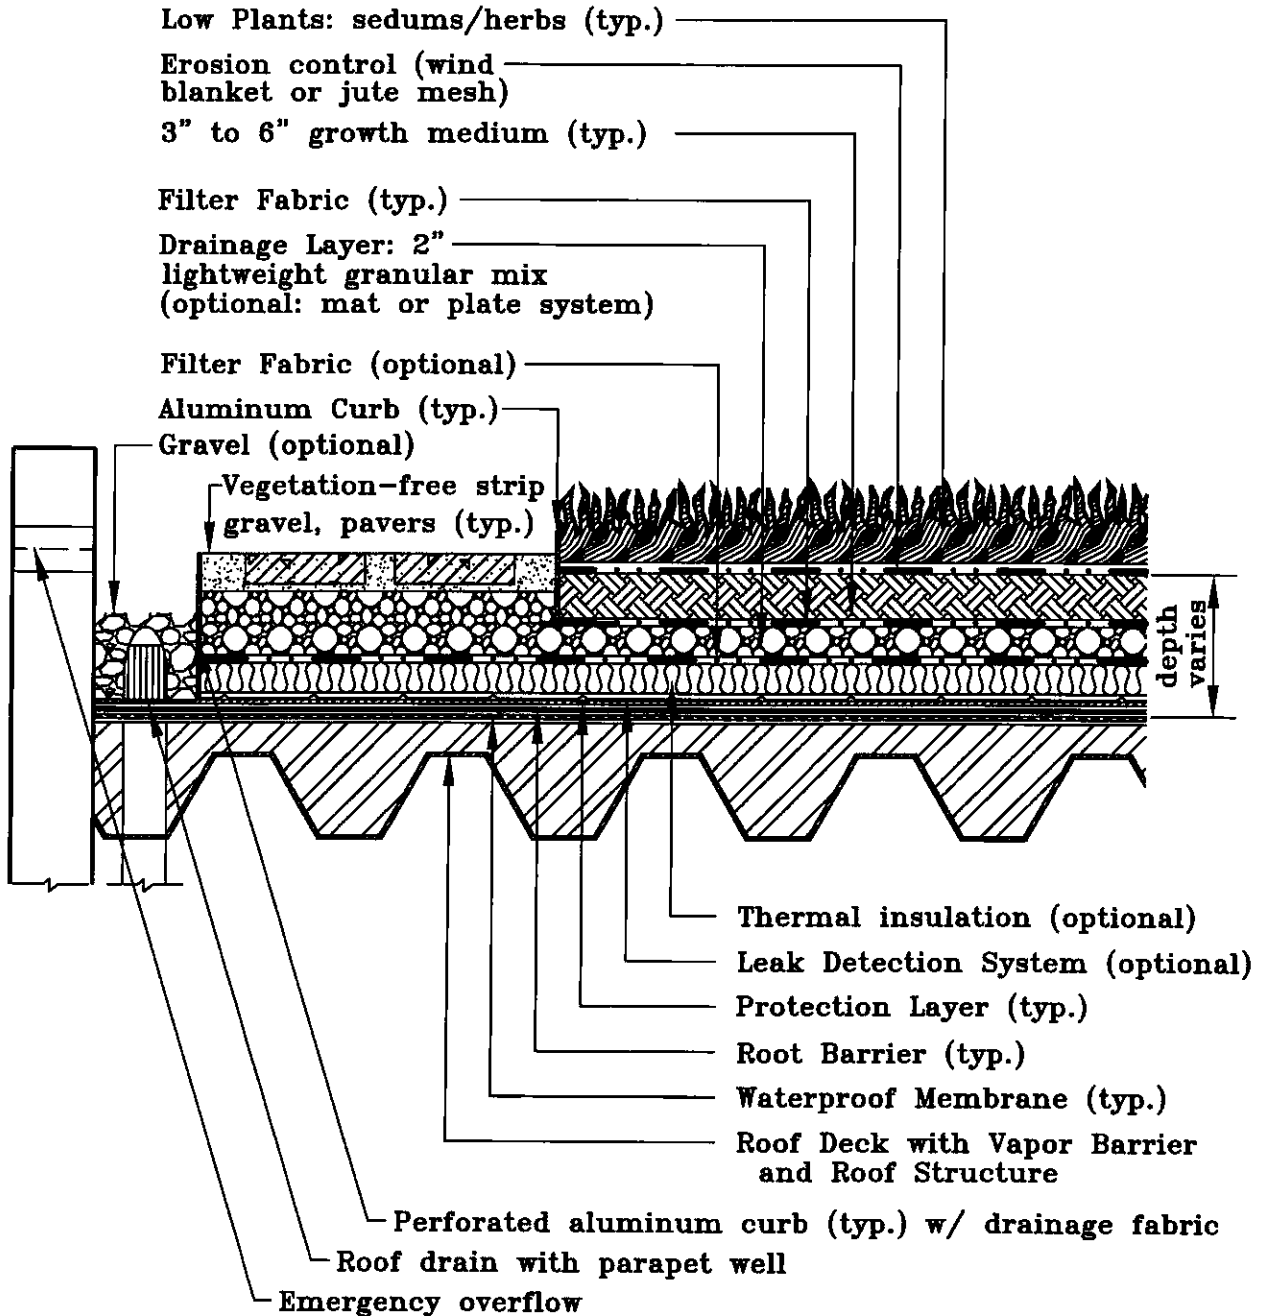 Low Plants: sedums/herbs (typ.)
Erosion control (wind
blanket or jute mesh)
3" to 6" growth medium (typ.)
Filter Fabric (typ.)
Drainage Layer: 2"
lightweight granular mix
(optional: mat or plate system)
Filter Fabric (optional)
Aluminum Curb (typ.)
Gravel (optional)
Vegetation-free strip
gravel, pavers (typ.)
depth
varies
Thermal insulation (optional)
Leak Detection System (optional)
Protection Layer (typ.)
Root Barrier (typ.)
Waterproof Membrane (typ.)
Roof Deck with Vapor Barrier
and Roof Structure
Perforated aluminum curb (typ.) w/ drainage fabric
Roof drain with parapet well
Emergency overflow